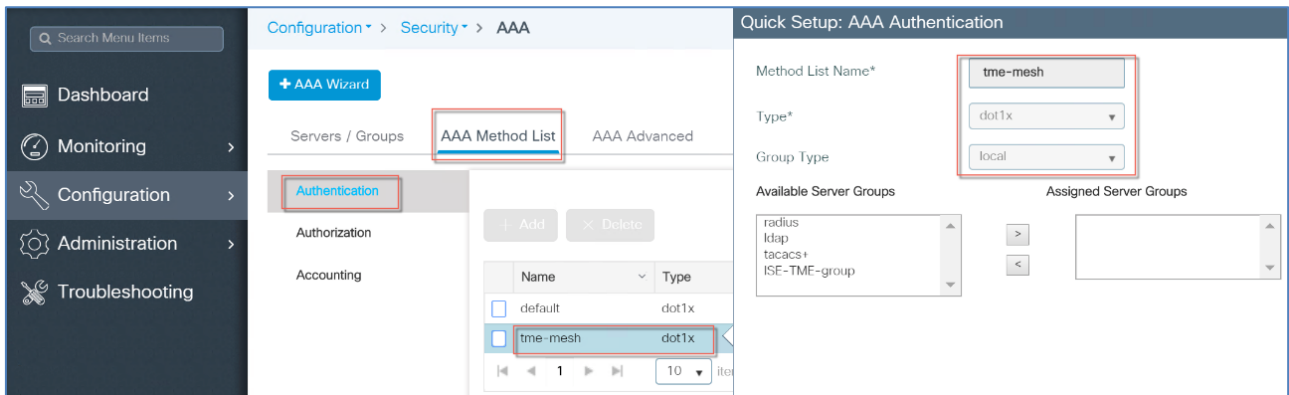 Search Menu Items
Dashboard
Monitoring
Configuration
Administration
Troubleshooting
Configuration > Security > AAA
+ AAA Wizard
Servers / Groups AAA Method List AAA Advanced
Authentication
Authorization
Accounting
+ Add × Delete
Name Type
default dot1x
tme-mesh dot1x
1 10 ite
Quick Setup: AAA Authentication
Method List Name* tme-mesh
Type* dot1x
Group Type local
Available Server Groups Assigned Server Groups
radius
ldap
tacacs+
ISE-TME-group
>
<